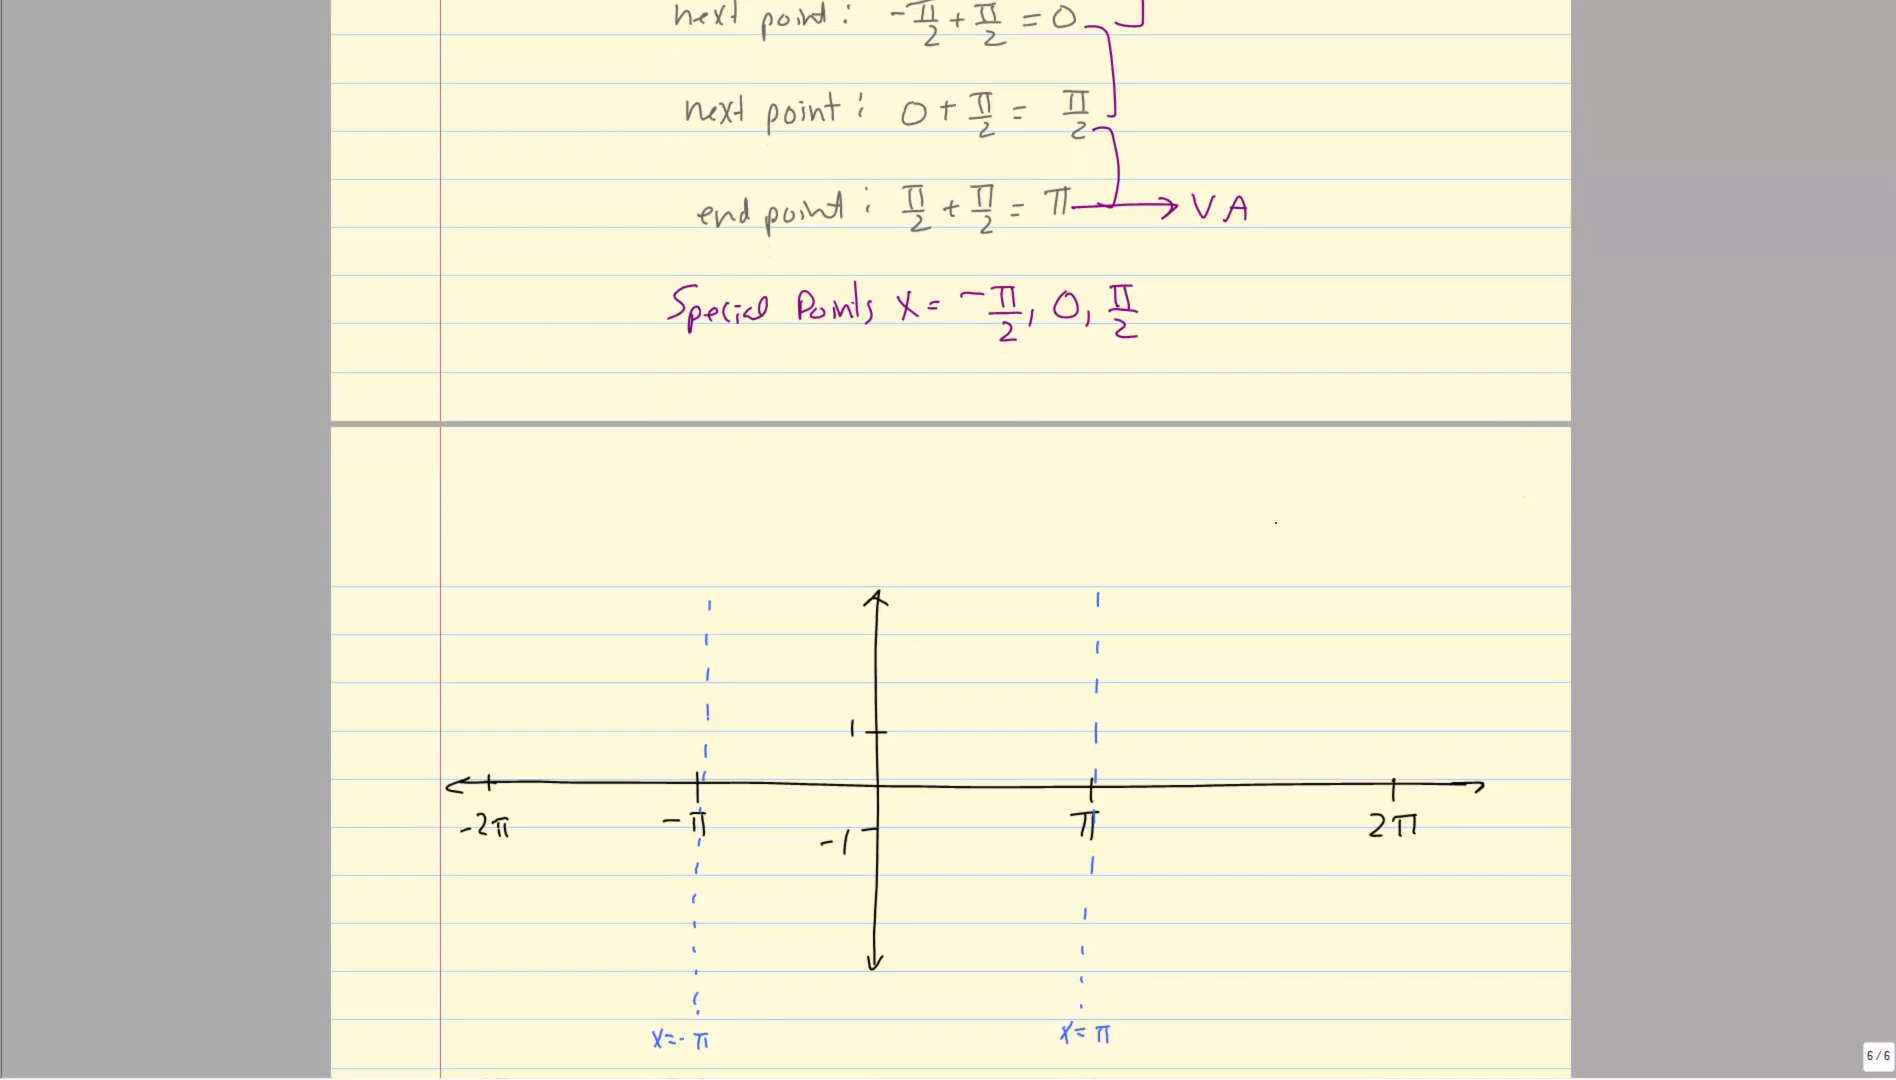 next point: -π/2 + π/2 = 0
next point: 0 + π/2 = π/2
end point: π/2 + π/2 = π → VA
Special Points x = -π/2, 0, π/2
1
-2π -π π 2π
-1
x=-π x=π
6/6